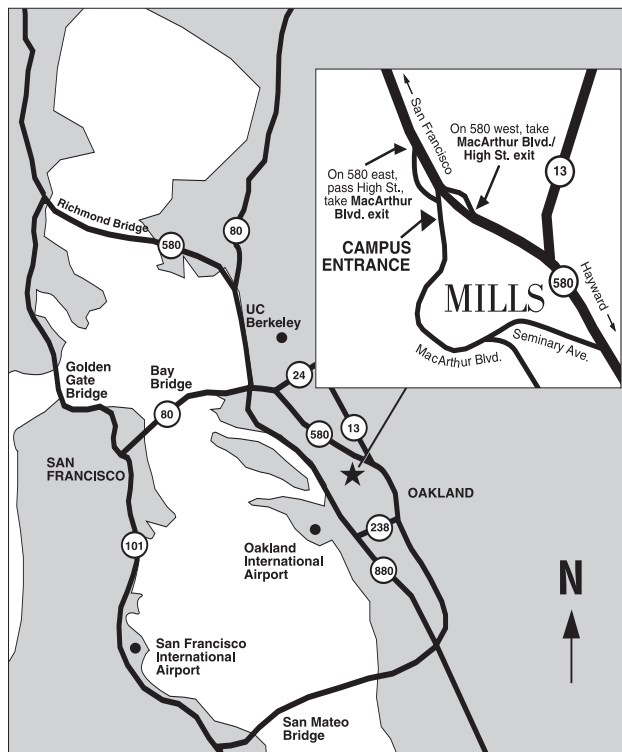 San Francisco
On 580 west, take
MacArthur Blvd./
High St. exit
On 580 east,
pass High St.,
take MacArthur
Blvd. exit
13
CAMPUS
ENTRANCE
580
Hayward
MILLS
Seminary Ave.
MacArthur Blvd.
Richmond Bridge
580
80
UC
Berkeley
Golden
Gate
Bridge
Bay
Bridge
24
80
580
13
SAN
FRANCISCO
OAKLAND
238
101
Oakland
International
Airport
880
N
San Francisco
International
Airport
San Mateo
Bridge